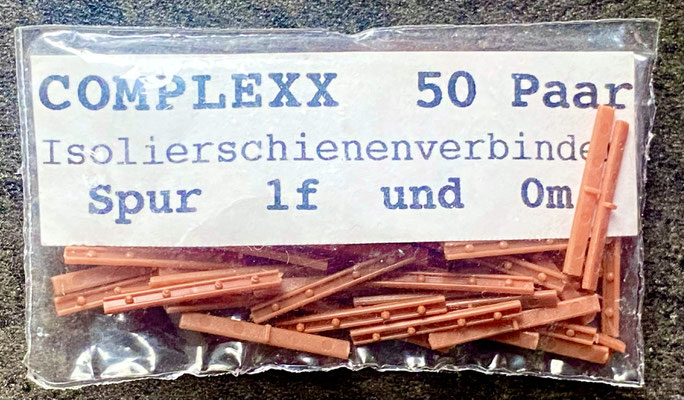 COMPLEXX 50 Paar
Isolierschienenverbinde
Spur 1f und 0m